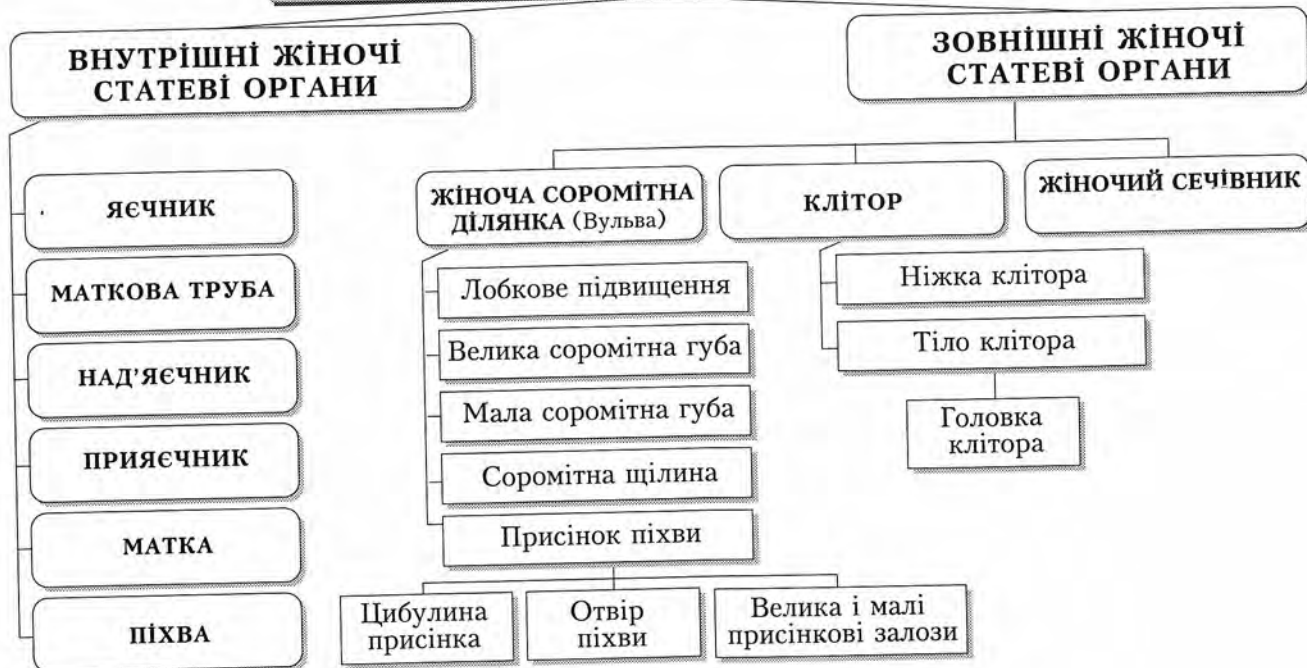 ВНУТРІШНІ ЖІНОЧІ
СТАТЕВІ ОРГАНИ
ЯЄЧНИК
МАТКОВА ТРУБА
НАД’ЯЄЧНИК
ПРИЯЄЧНИК
МАТКА
ПІХВА
ЗОВНІШНІ ЖІНОЧІ
СТАТЕВІ ОРГАНИ
ЖІНОЧА СОРОМІТНА
ДІЛЯНКА (Вульва)
Лобкове підвищення
Велика соромітна губа
Мала соромітна губа
Соромітна щілина
Присінок піхви
Цибулина
присінка
Отвір
піхви
Велика і малі
присінкові залози
КЛІТОР
Ніжка клітора
Тіло клітора
Головка
клітора
ЖІНОЧИЙ СЕЧІВНИК